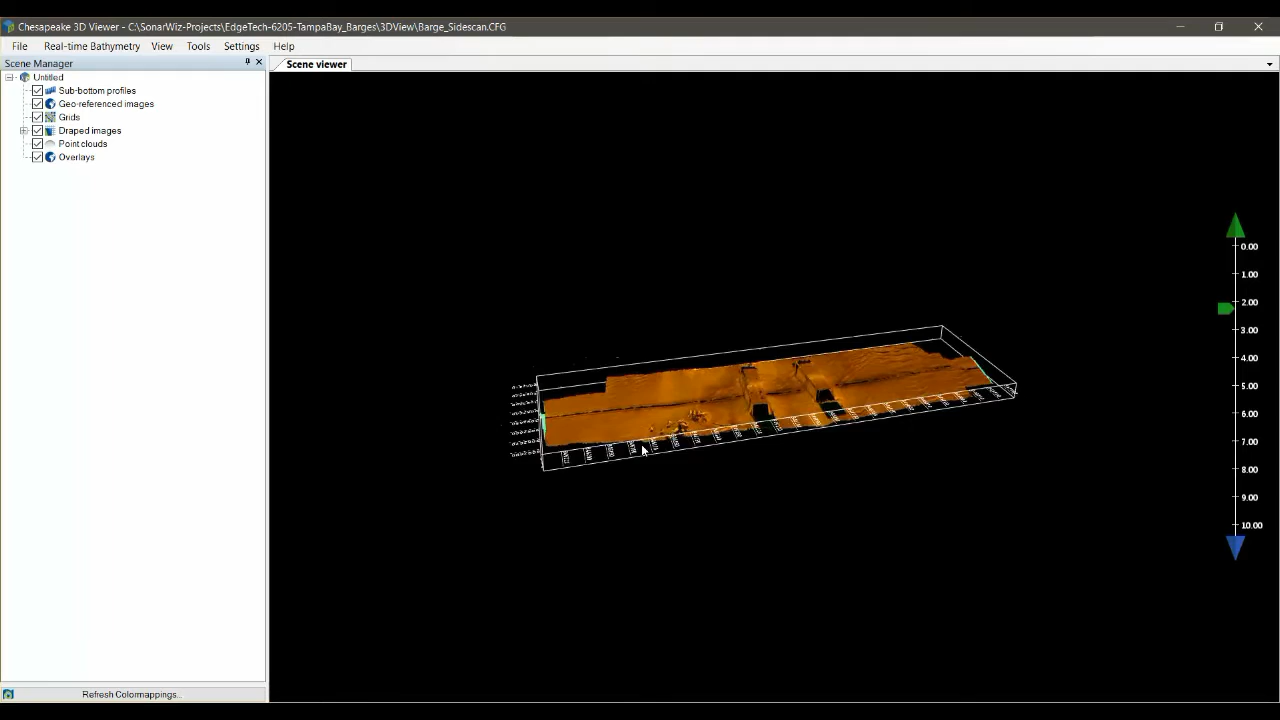 Chesapeake 3D Viewer - C:\SonarWiz-Projects\EdgeTech-6205-TampaBay_Barges\3DView\Barge_Sidescan.CFG
File Real-time Bathymetry View Tools Settings Help
Scene Manager
Scene viewer
Untitled
Sub-bottom profiles
Geo-referenced images
Grids
Draped images
Point clouds
Overlays
0.00
1.00
2.00
3.00
4.00
5.00
6.00
7.00
8.00
9.00
10.00
Refresh Colormappings...